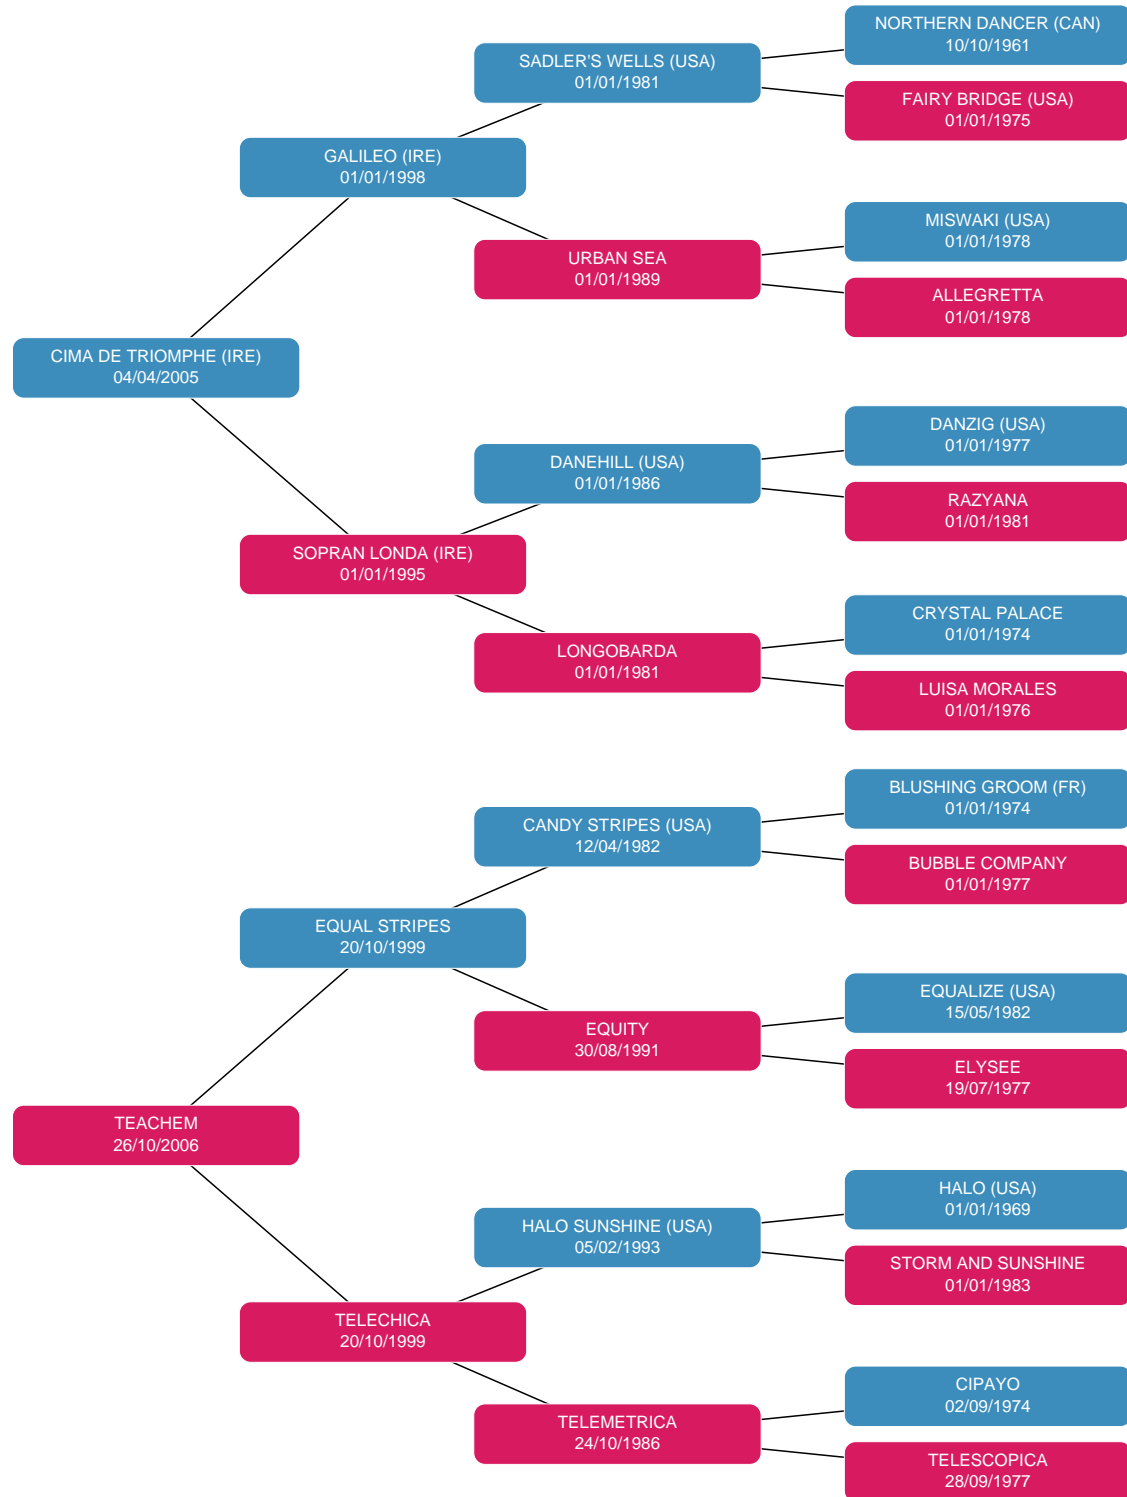 NORTHERN DANCER (CAN)
10/10/1961
SADLER'S WELLS (USA)
01/01/1981
FAIRY BRIDGE (USA)
01/01/1975
GALILEO (IRE)
01/01/1998
MISWAKI (USA)
01/01/1978
URBAN SEA
01/01/1989
ALLEGRETTA
01/01/1978
CIMA DE TRIOMPHE (IRE)
04/04/2005
DANZIG (USA)
01/01/1977
DANEHILL (USA)
01/01/1986
RAZYANA
01/01/1981
SOPRAN LONDA (IRE)
01/01/1995
CRYSTAL PALACE
01/01/1974
LONGOBARDA
01/01/1981
LUISA MORALES
01/01/1976
BLUSHING GROOM (FR)
01/01/1974
CANDY STRIPES (USA)
12/04/1982
BUBBLE COMPANY
01/01/1977
EQUAL STRIPES
20/10/1999
EQUALIZE (USA)
15/05/1982
EQUITY
30/08/1991
ELYSEE
19/07/1977
TEACHEM
26/10/2006
HALO (USA)
01/01/1969
HALO SUNSHINE (USA)
05/02/1993
STORM AND SUNSHINE
01/01/1983
TELECHICA
20/10/1999
CIPAYO
02/09/1974
TELEMETRICA
24/10/1986
TELESCOPICA
28/09/1977